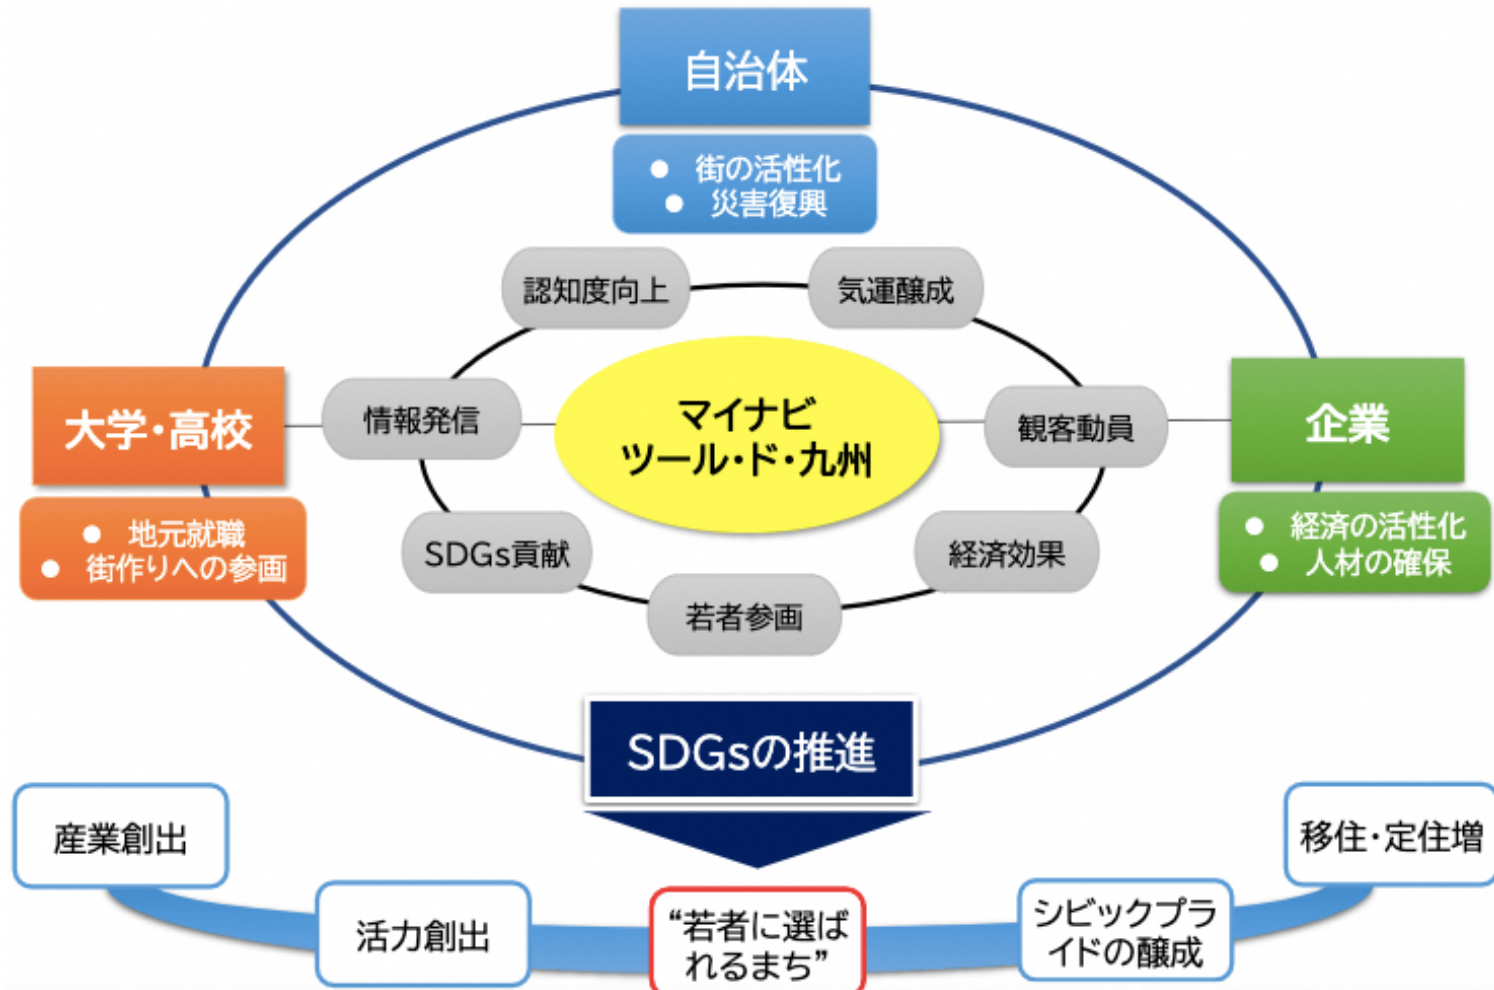 自治体
● 街の活性化
● 災害復興
認知度向上
気運醸成
大学・高校
● 地元就職
● 街作りへの参画
情報発信
マイナビ
ツール・ド・九州
観客動員
企業
● 経済の活性化
● 人材の確保
SDGs貢献
若者参画
経済効果
SDGsの推進
産業創出
活力創出
“若者に選ば
れるまち”
シビックプラ
イドの醸成
移住・定住増